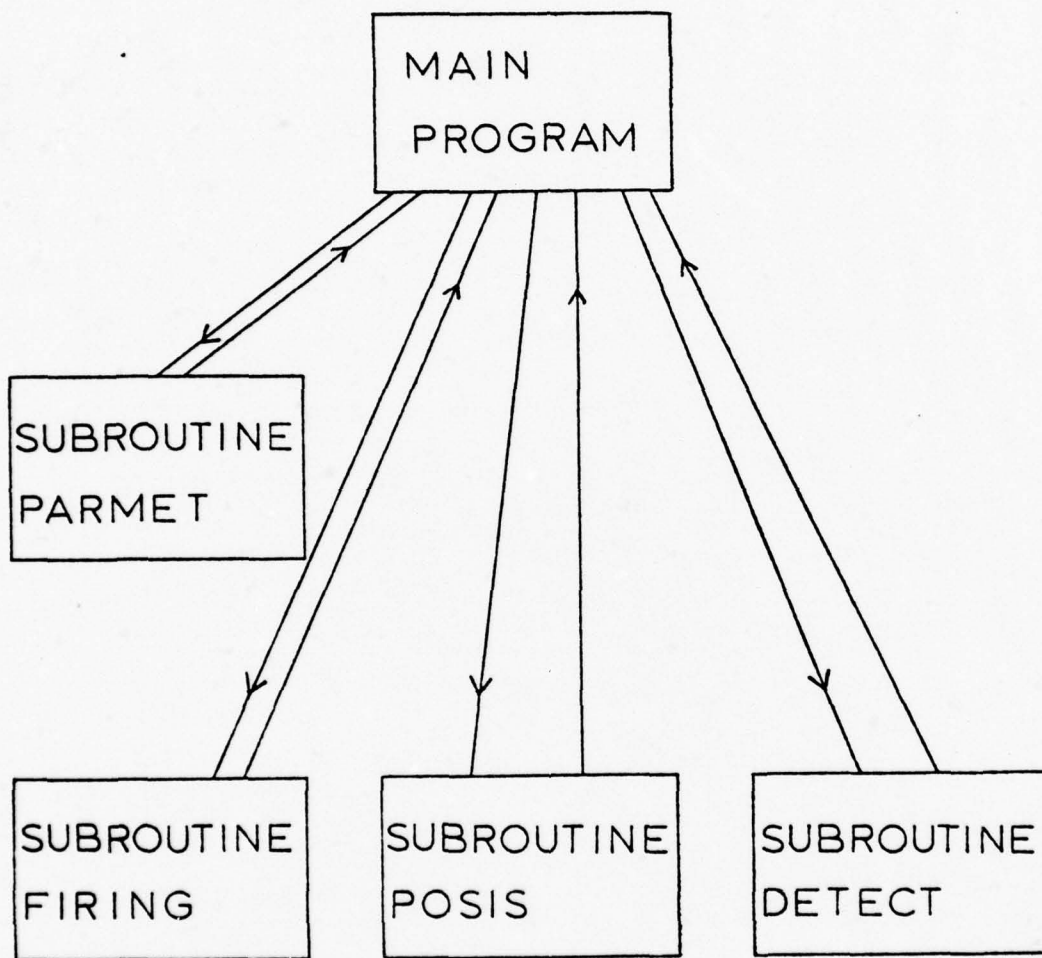 MAIN
PROGRAM
SUBROUTINE
PARMET
SUBROUTINE
FIRING
SUBROUTINE
POSIS
SUBROUTINE
DETECT